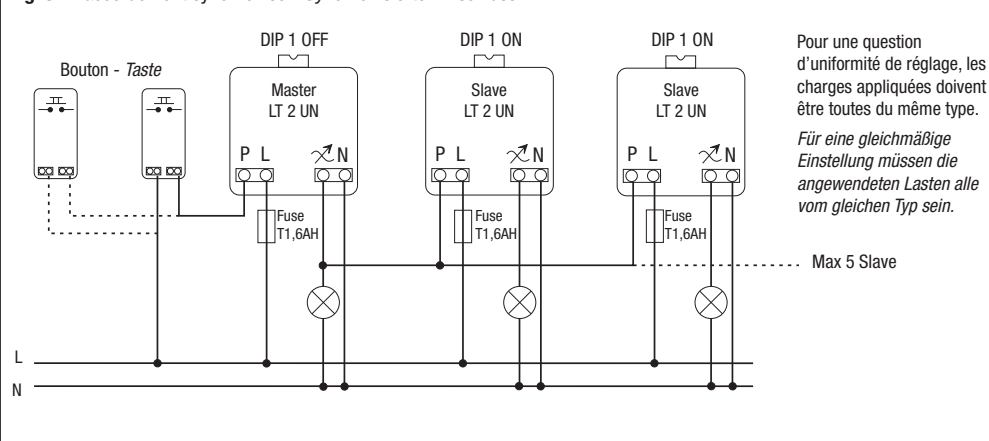 DIP 1 OFF
DIP 1 ON
DIP 1 ON
Bouton - Taste
Master
LT 2 UN
Slave
LT 2 UN
Slave
LT 2 UN
P L N
P L N
P L N
Fuse
T1,6AH
Fuse
T1,6AH
Fuse
T1,6AH
Pour une question
d'uniformité de réglage, les
charges appliquées doivent
être toutes du même type.
Für eine gleichmäßige
Einstellung müssen die
angewendeten Lasten alle
vom gleichen Typ sein.
Max 5 Slave
L
N